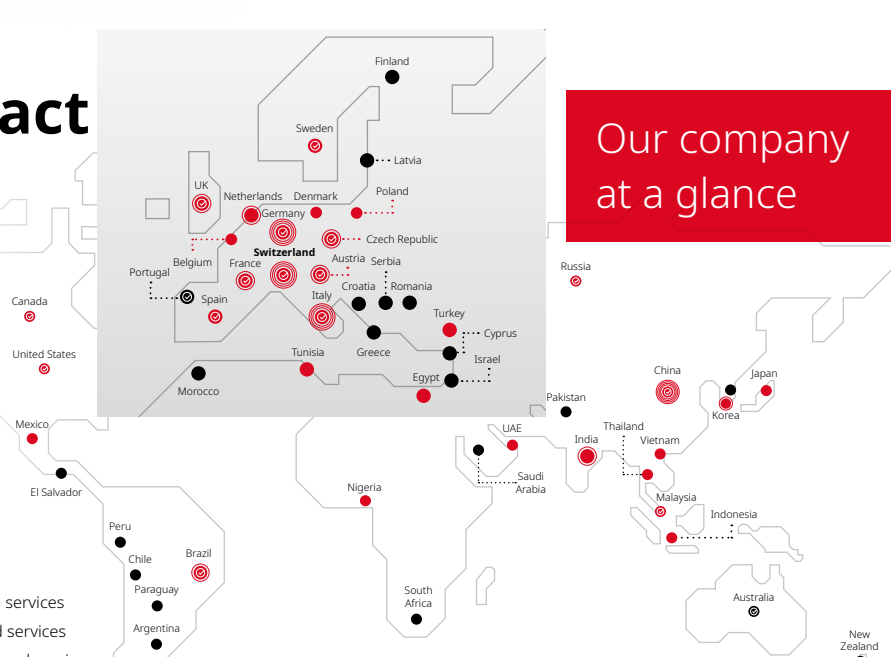 act
Our company
at a glance
Finland
Sweden
Latvia
UK
Netherlands
Denmark
Poland
Germany
Czech Republic
Switzerland
Belgium
France
Austria
Serbia
Portugal
Spain
Italy
Croatia
Romania
Turkey
Cyprus
Greece
Israel
Tunisia
Egypt
Morocco
Canada
United States
Mexico
El Salvador
Peru
Chile
Brazil
Paraguay
Argentina
services
d services
Russia
China
Japan
Korea
Pakistan
UAE
India
Thailand
Vietnam
Saudi
Arabia
Nigeria
Malaysia
Indonesia
South
Africa
Australia
New
Zealand